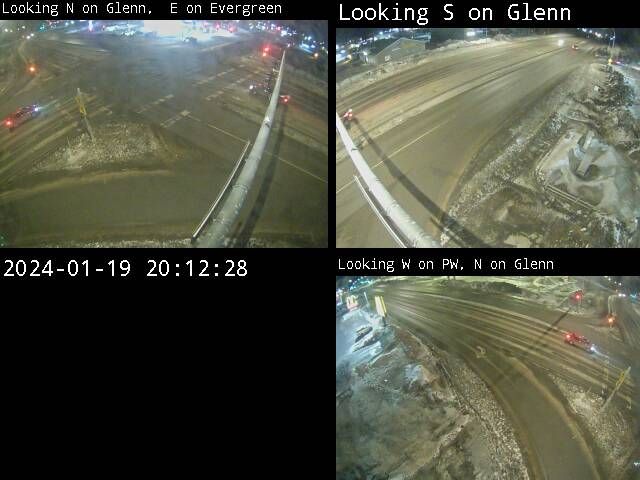 Looking N on Glenn, E on Evergreen
Looking S on Glenn
2024-01-19 20:12:28
Looking W on PW, N on Glenn